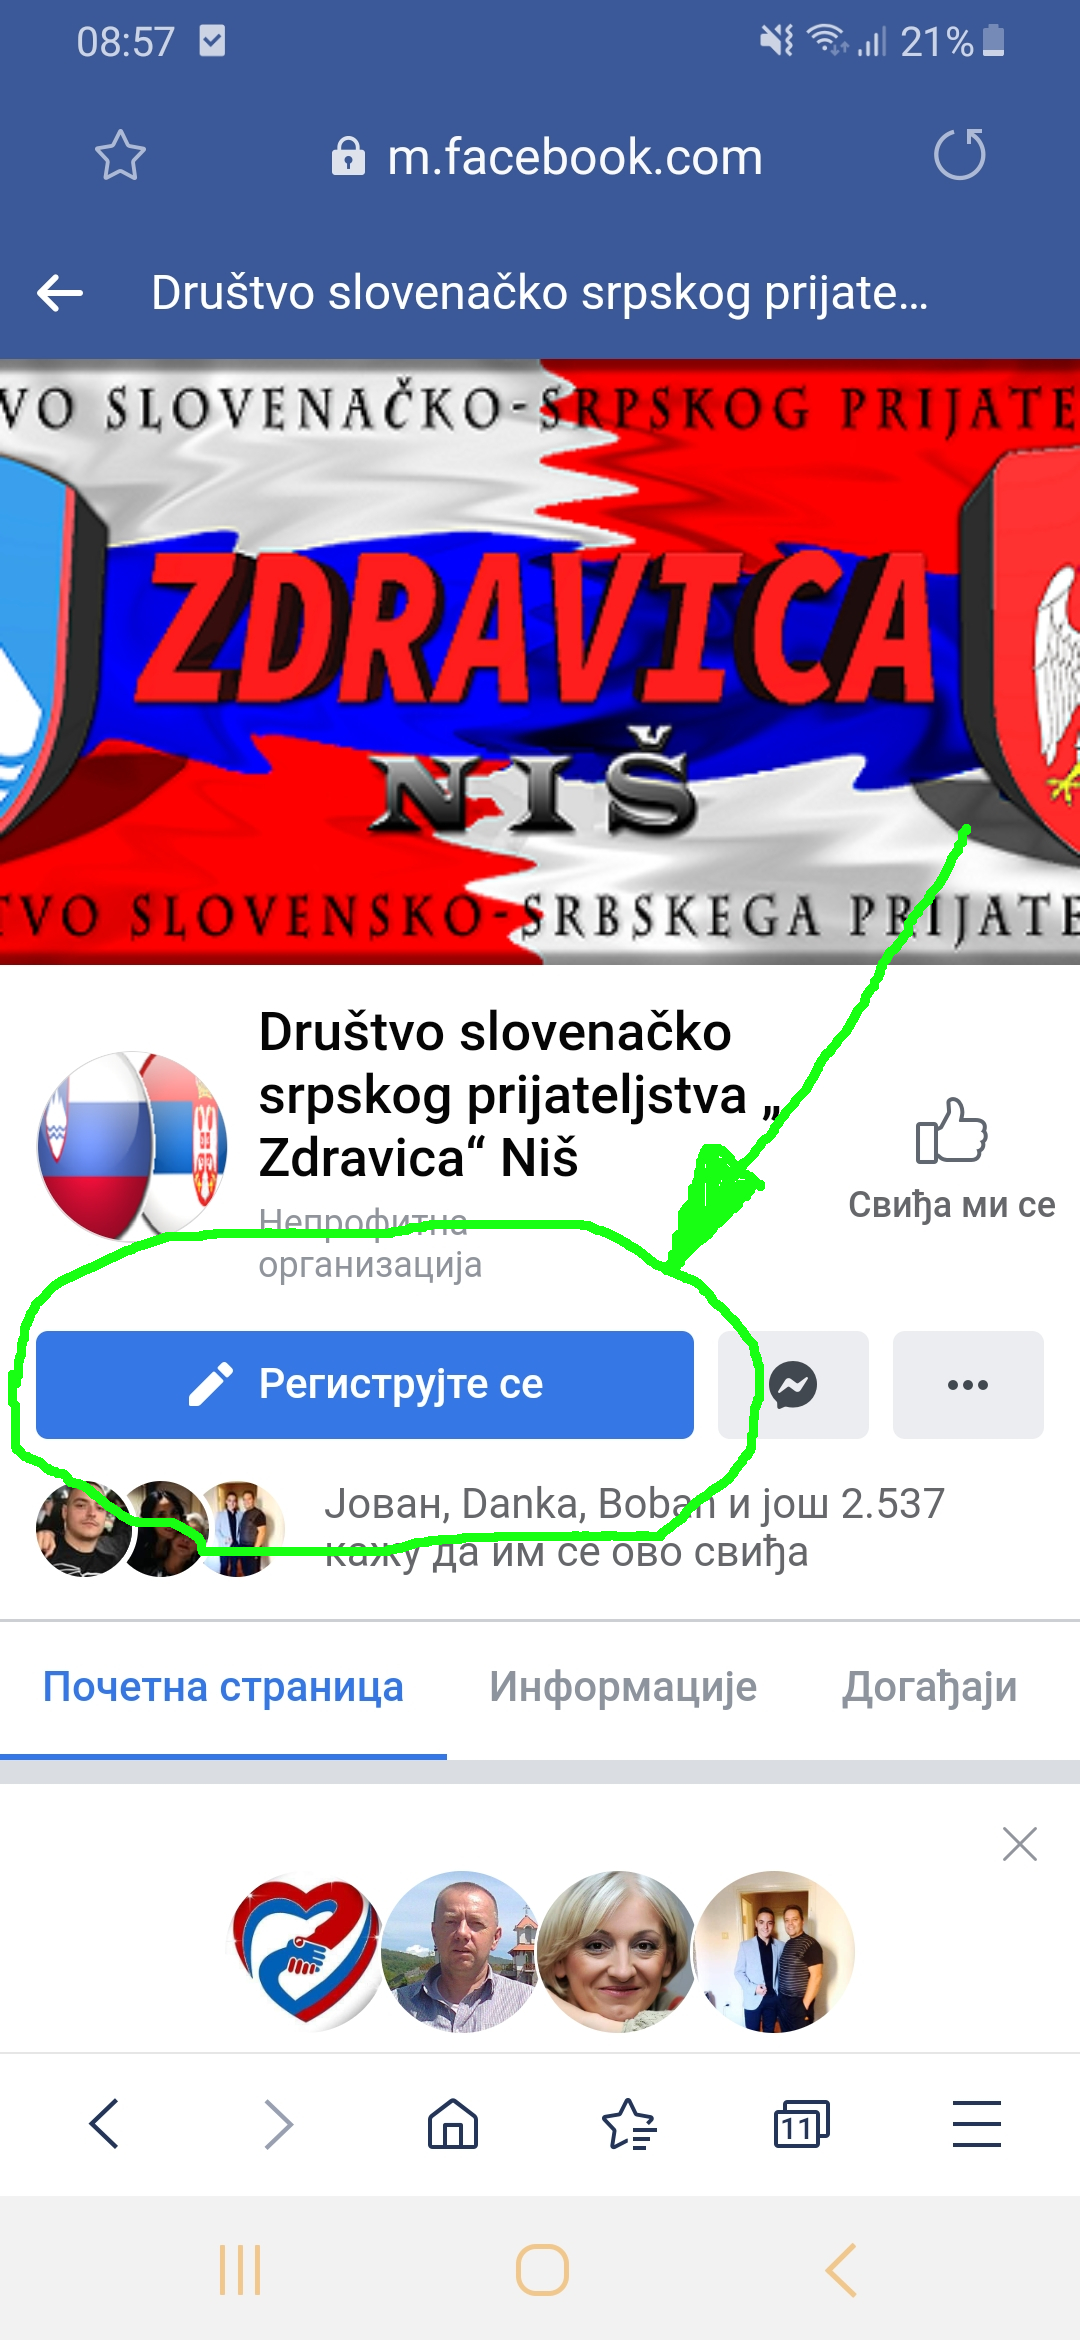 08:57
21%
m.facebook.com
Društvo slovenačko srpskog prijate...
VO SLOVENAČKO-SRPSKOG PRIJATE
ZDRAVICA
NIŠ
TVO SLOVENSKO-SRBSKEGA PRIJATE
Društvo slovenačko
srpskog prijateljstva „
Zdravica“ Niš
Непрофитна
организација
Свиђа ми се
Региструјте се
Јован, Danka, Boban и још 2.537
кажу да им се ово свиђа
Почетна страница
Информације
Догађаји
11